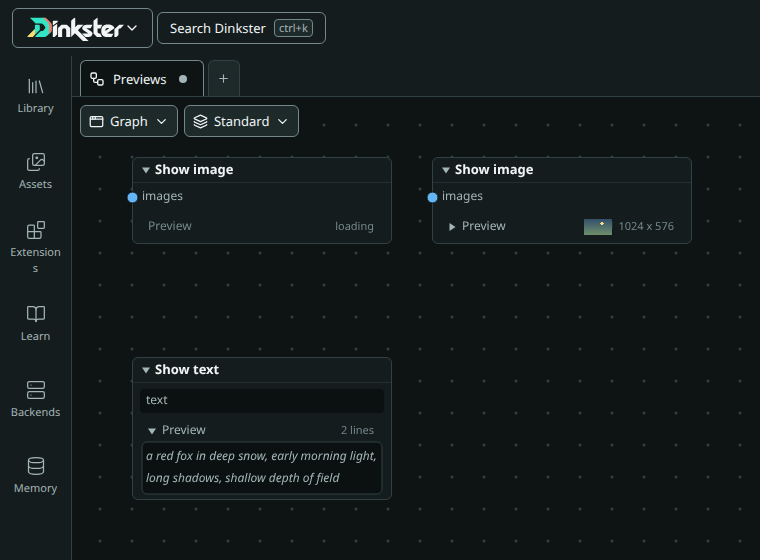 Dinkster
Search Dinkster ctrl+k
Library
Assets
Extension
s
Learn
Backends
Memory
Previews
+
Graph
Standard
Show image
images
Preview loading
Show image
images
Preview 1024 x 576
Show text
text
Preview 2 lines
a red fox in deep snow, early morning light,
long shadows, shallow depth of field